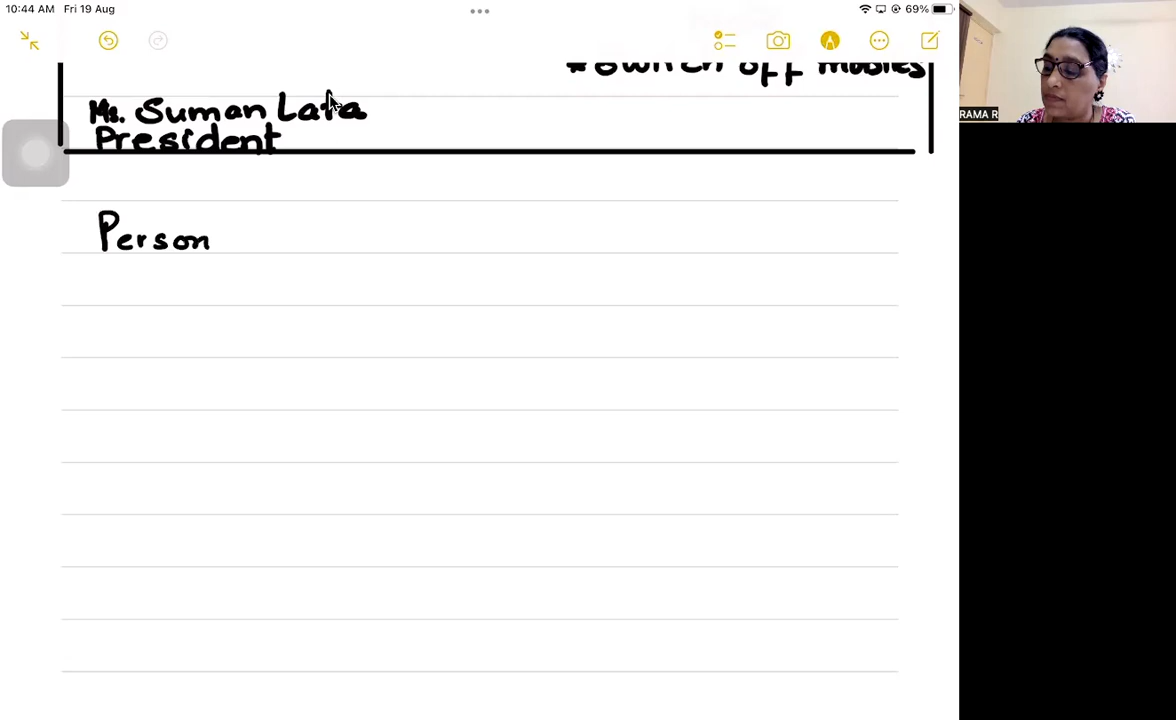 10:44 AM Fri 19 Aug
69%
* Switch off mobiles
Ms. Suman Lata
President
Person
RAMA R